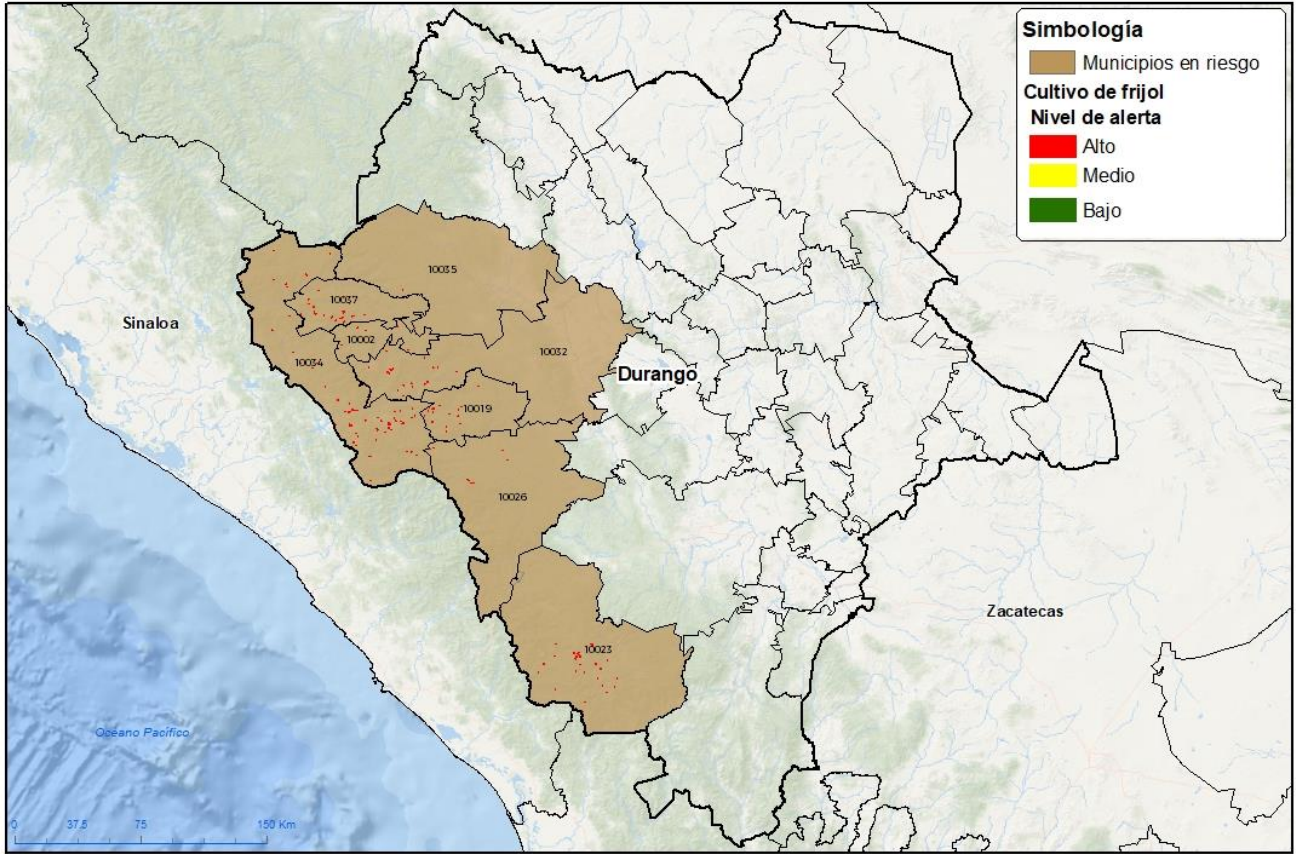 Simbología
Municipios en riesgo
Cultivo de frijol
Nivel de alerta
Alto
Medio
Bajo
10035
10037
Sinaloa
10002
10032
10034
Durango
10019
10026
Zacatecas
10023
Océano Pacífico
0 37.5 75 150 Km